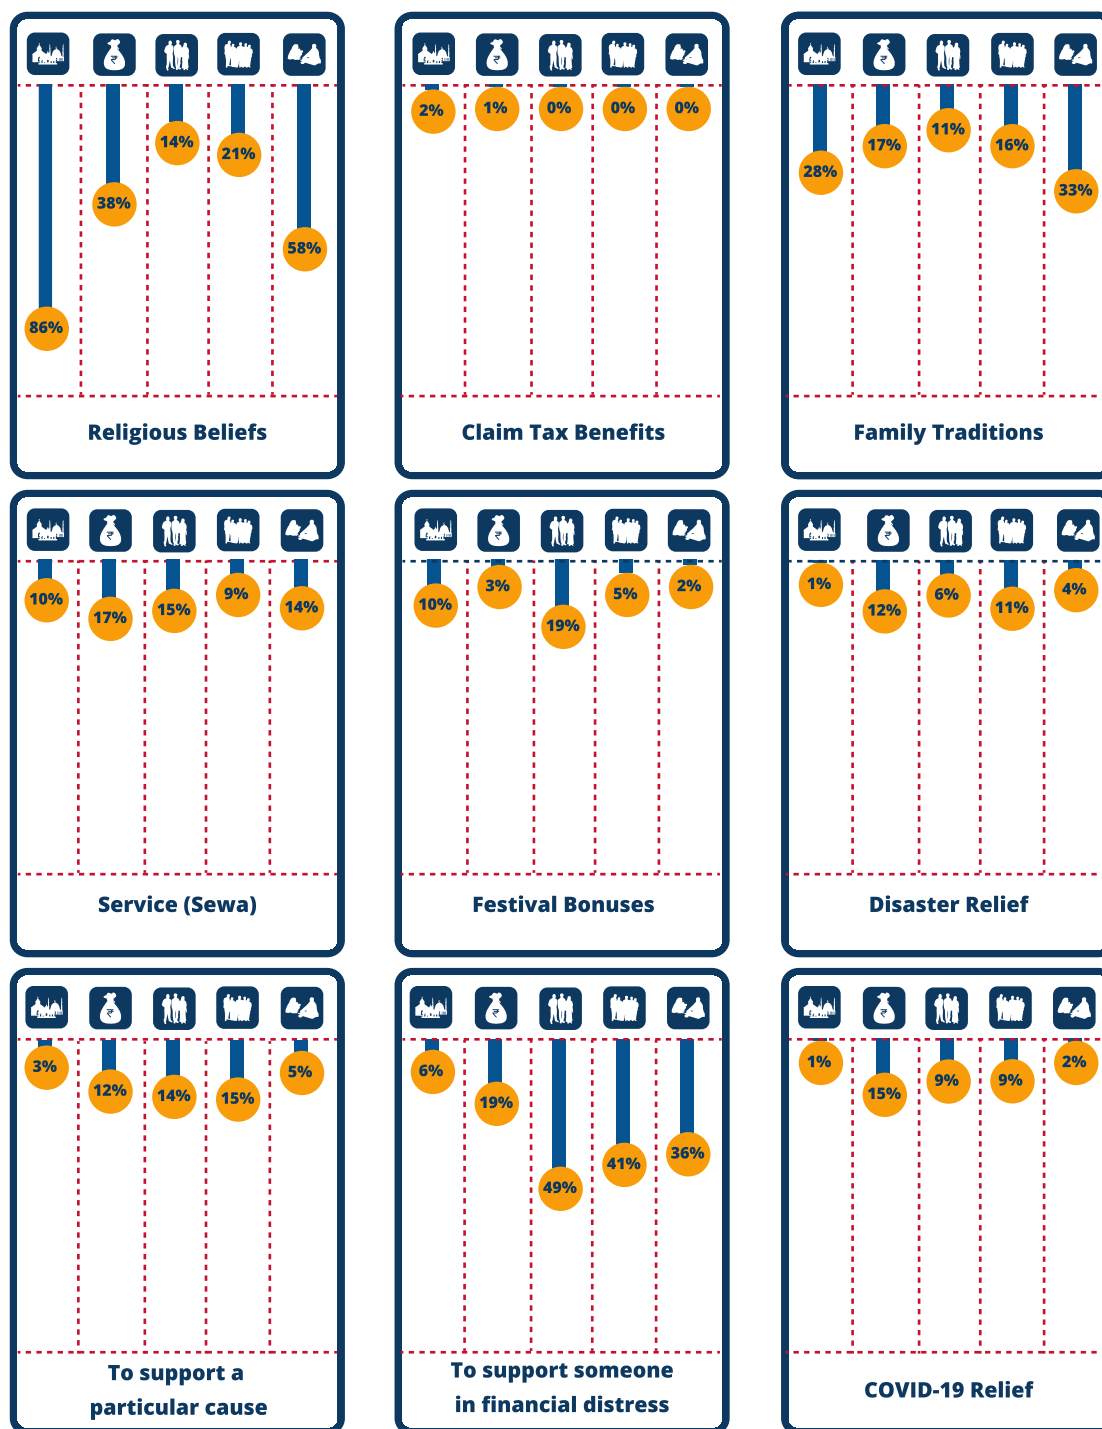 86% 38% 14% 21% 58%
Religious Beliefs
2% 1% 0% 0% 0%
Claim Tax Benefits
28% 17% 11% 16% 33%
Family Traditions
10% 17% 15% 9% 14%
Service (Sewa)
10% 3% 19% 5% 2%
Festival Bonuses
1% 12% 6% 11% 4%
Disaster Relief
3% 12% 14% 15% 5%
To support a
particular cause
6% 19% 49% 41% 36%
To support someone
in financial distress
1% 15% 9% 9% 2%
COVID-19 Relief